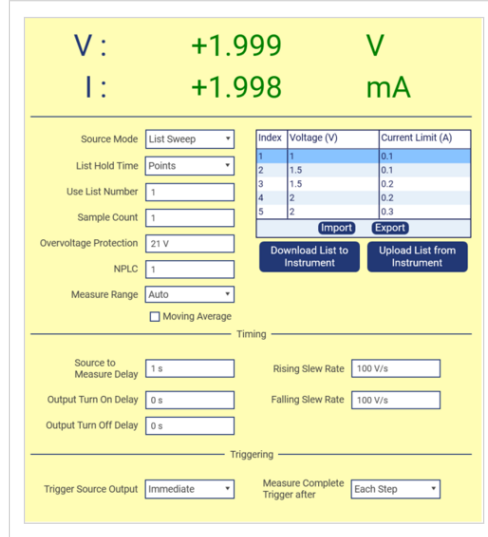 V : +1.999 V
I : +1.998 mA
Source Mode List Sweep
List Hold Time Points
Use List Number 1
Sample Count 1
Overvoltage Protection 21 V
NPLC 1
Measure Range Auto
Moving Average
Index Voltage (V) Current Limit (A)
1 1 0.1
2 1.5 0.1
3 1.5 0.2
4 2 0.2
5 2 0.3
Import Export
Download List to
Instrument
Upload List from
Instrument
Timing
Source to
Measure Delay 1 s
Output Turn On Delay 0 s
Output Turn Off Delay 0 s
Rising Slew Rate 100 V/s
Falling Slew Rate 100 V/s
Triggering
Trigger Source Output Immediate
Measure Complete
Trigger after Each Step